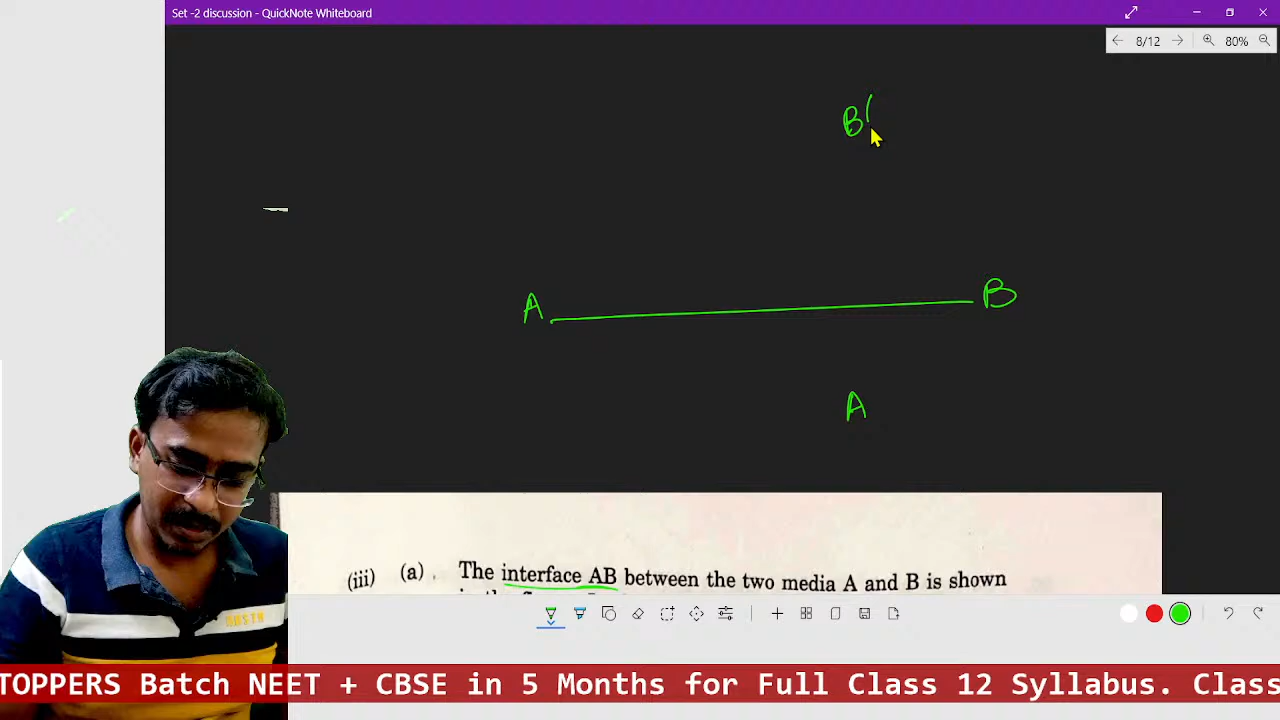 Set -2 discussion - QuickNote Whiteboard
8/12
80%
B(
A
B
A
(iii) (a). The interface AB between the two media A and B is shown
TOPPERS Batch NEET + CBSE in 5 Months for Full Class 12 Syllabus. Class